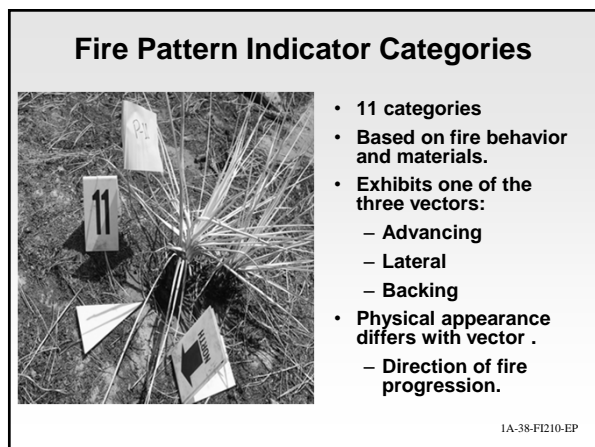 Fire Pattern Indicator Categories
• 11 categories
• Based on fire behavior
and materials.
• Exhibits one of the
three vectors:
– Advancing
– Lateral
– Backing
• Physical appearance
differs with vector .
– Direction of fire
progression.
11
NORTH
1A-38-FI210-EP